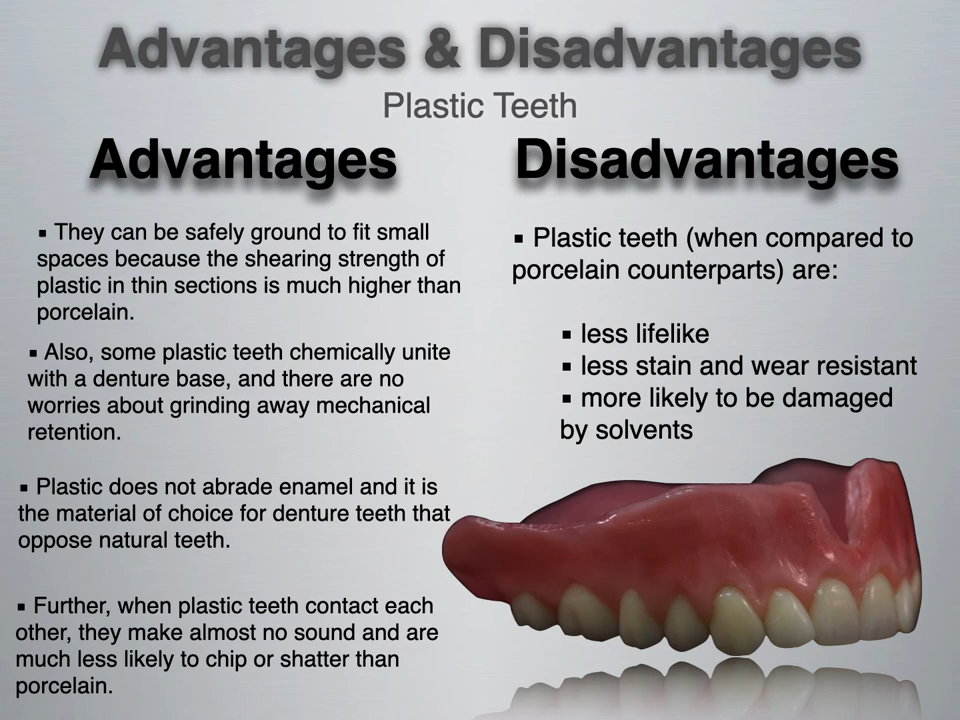 Advantages & Disadvantages
Plastic Teeth
Advantages
▪ They can be safely ground to fit small
spaces because the shearing strength of
plastic in thin sections is much higher than
porcelain.
▪ Also, some plastic teeth chemically unite
with a denture base, and there are no
worries about grinding away mechanical
retention.
▪ Plastic does not abrade enamel and it is
the material of choice for denture teeth that
oppose natural teeth.
▪ Further, when plastic teeth contact each
other, they make almost no sound and are
much less likely to chip or shatter than
porcelain.
Disadvantages
▪ Plastic teeth (when compared to
porcelain counterparts) are:
▪ less lifelike
▪ less stain and wear resistant
▪ more likely to be damaged
by solvents